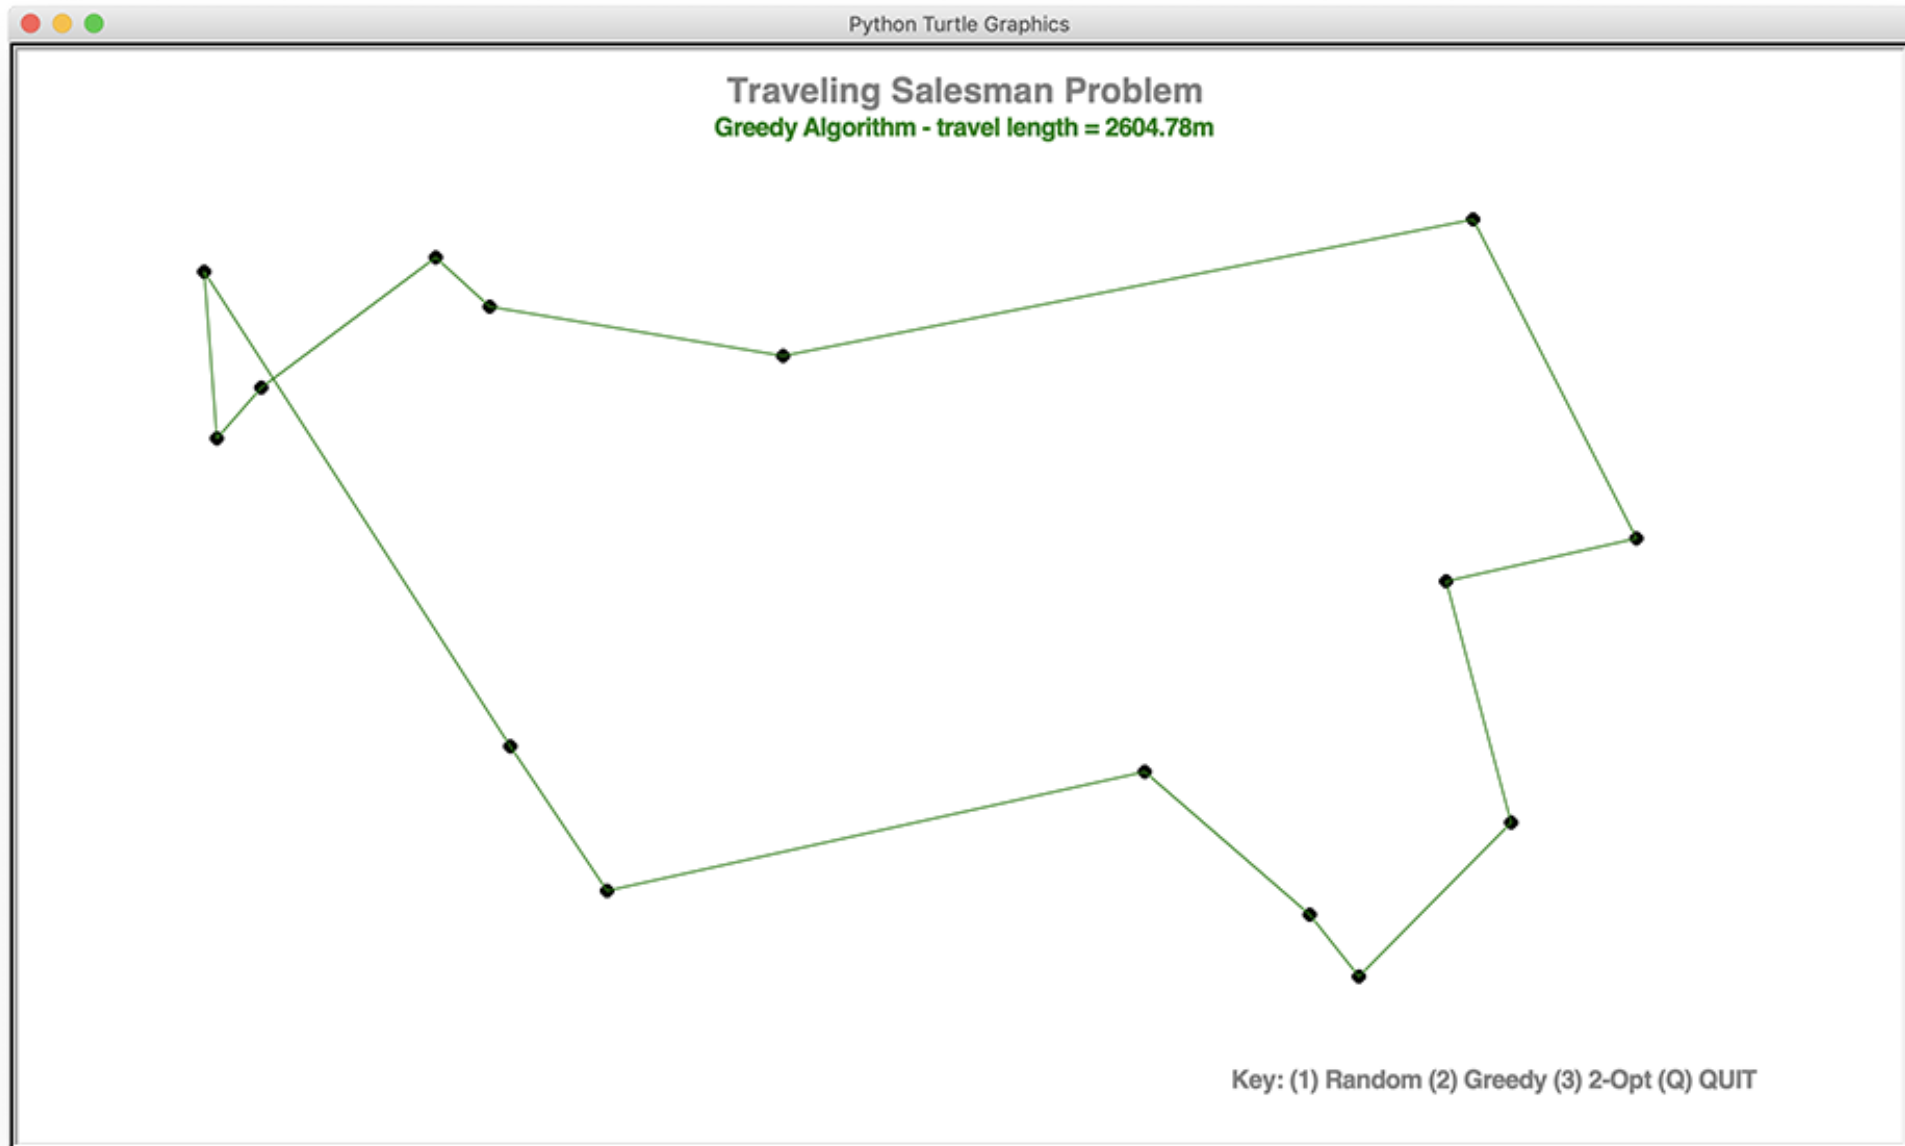 Python Turtle Graphics
Traveling Salesman Problem
Greedy Algorithm - travel length = 2604.78m
Key: (1) Random (2) Greedy (3) 2-Opt (Q) QUIT